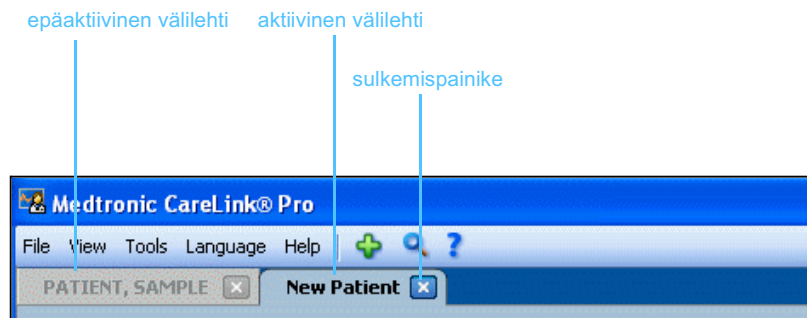 epäaktiivinen välilehti aktiivinen välilehti
sulkemispainike
Medtronic CareLink® Pro
File View Tools Language Help
PATIENT, SAMPLE New Patient